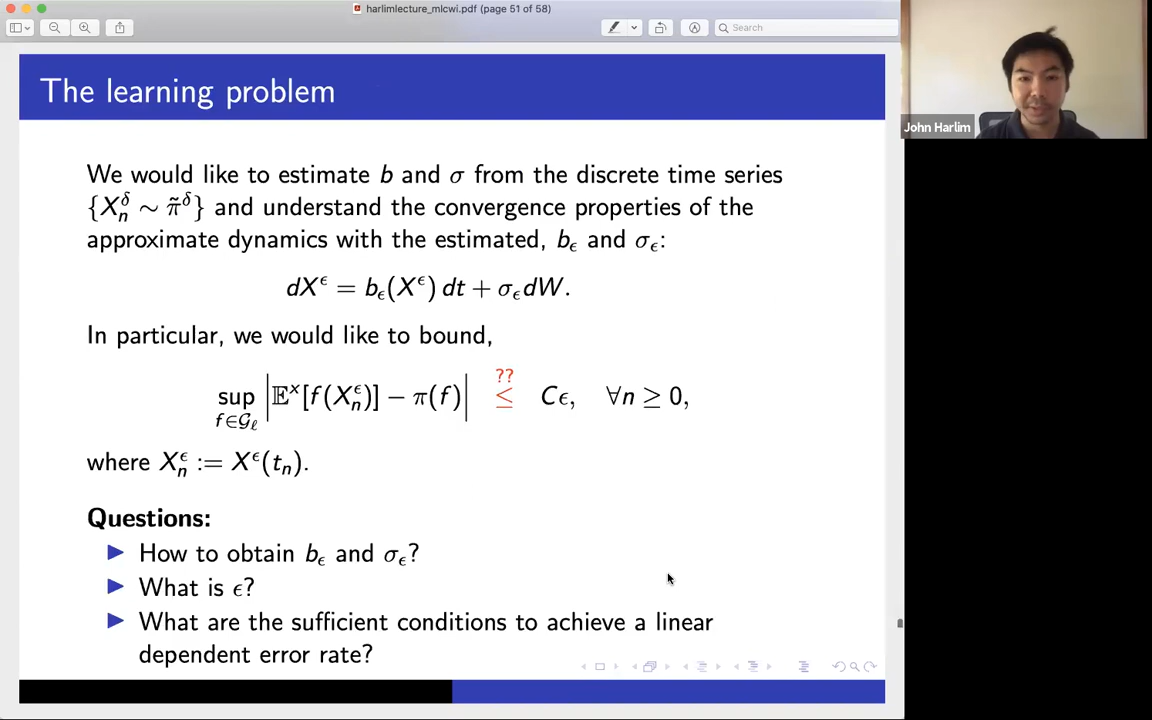 harlimlecture_mlcwi.pdf (page 51 of 58)
Search
The learning problem
John Harlim
We would like to estimate b and σ from the discrete time series
{X_n^δ ∼ π̃^δ} and understand the convergence properties of the
approximate dynamics with the estimated, b_ϵ and σ_ϵ:
dX^ϵ = b_ϵ(X^ϵ) dt + σ_ϵ dW.
In particular, we would like to bound,
sup_{f∈𝒢_ℓ} |𝔼^x[f(X_n^ϵ)] − π(f)| ≤^{??} Cϵ, ∀n ≥ 0,
where X_n^ϵ := X^ϵ(t_n).
Questions:
How to obtain b_ϵ and σ_ϵ?
What is ϵ?
What are the sufficient conditions to achieve a linear
dependent error rate?